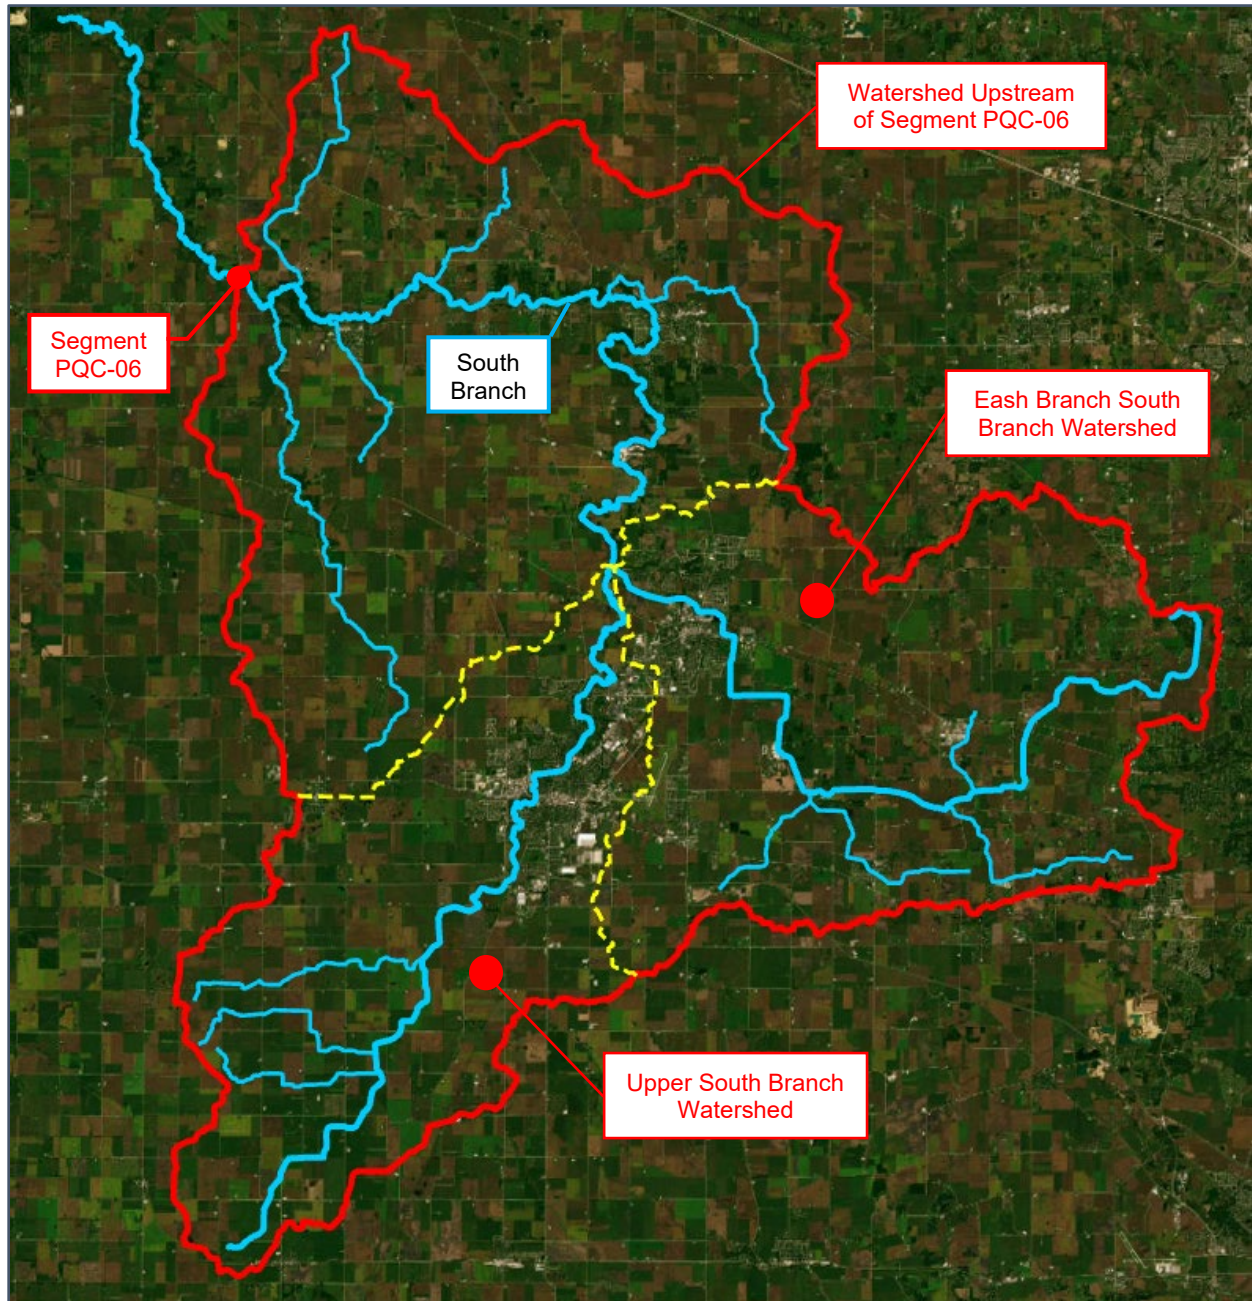 Watershed Upstream
of Segment PQC-06
Segment
PQC-06
South
Branch
Eash Branch South
Branch Watershed
Upper South Branch
Watershed